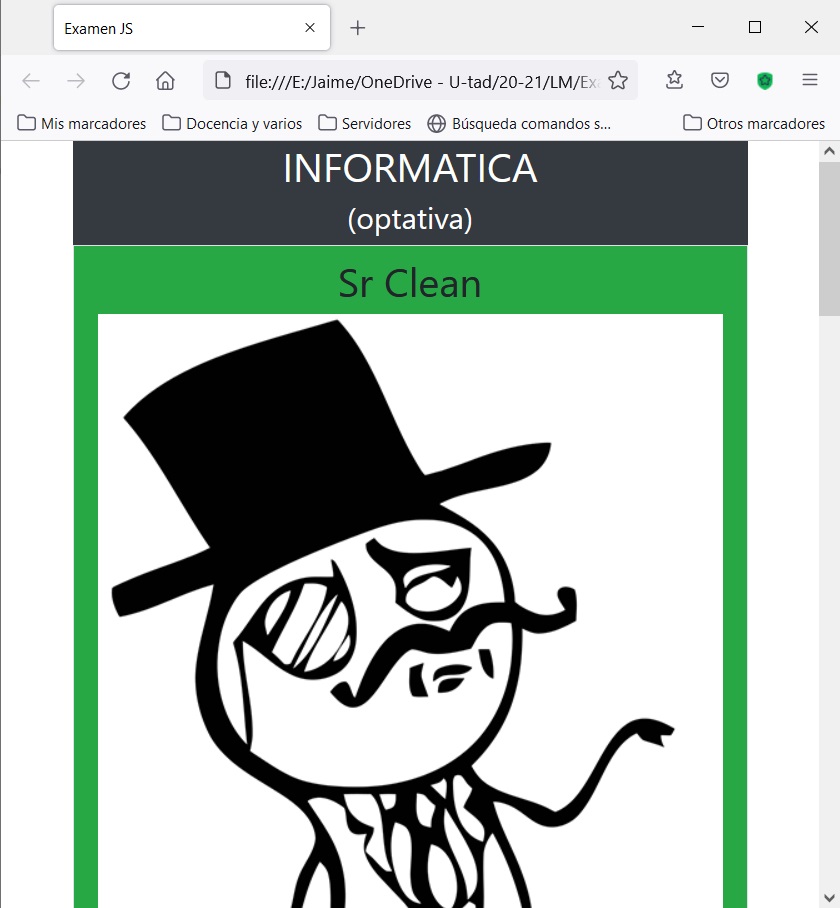 Examen JS
file:///E:/Jaime/OneDrive - U-tad/20-21/LM/Exa
Mis marcadores
Docencia y varios
Servidores
Búsqueda comandos s...
Otros marcadores
INFORMATICA
(optativa)
Sr Clean